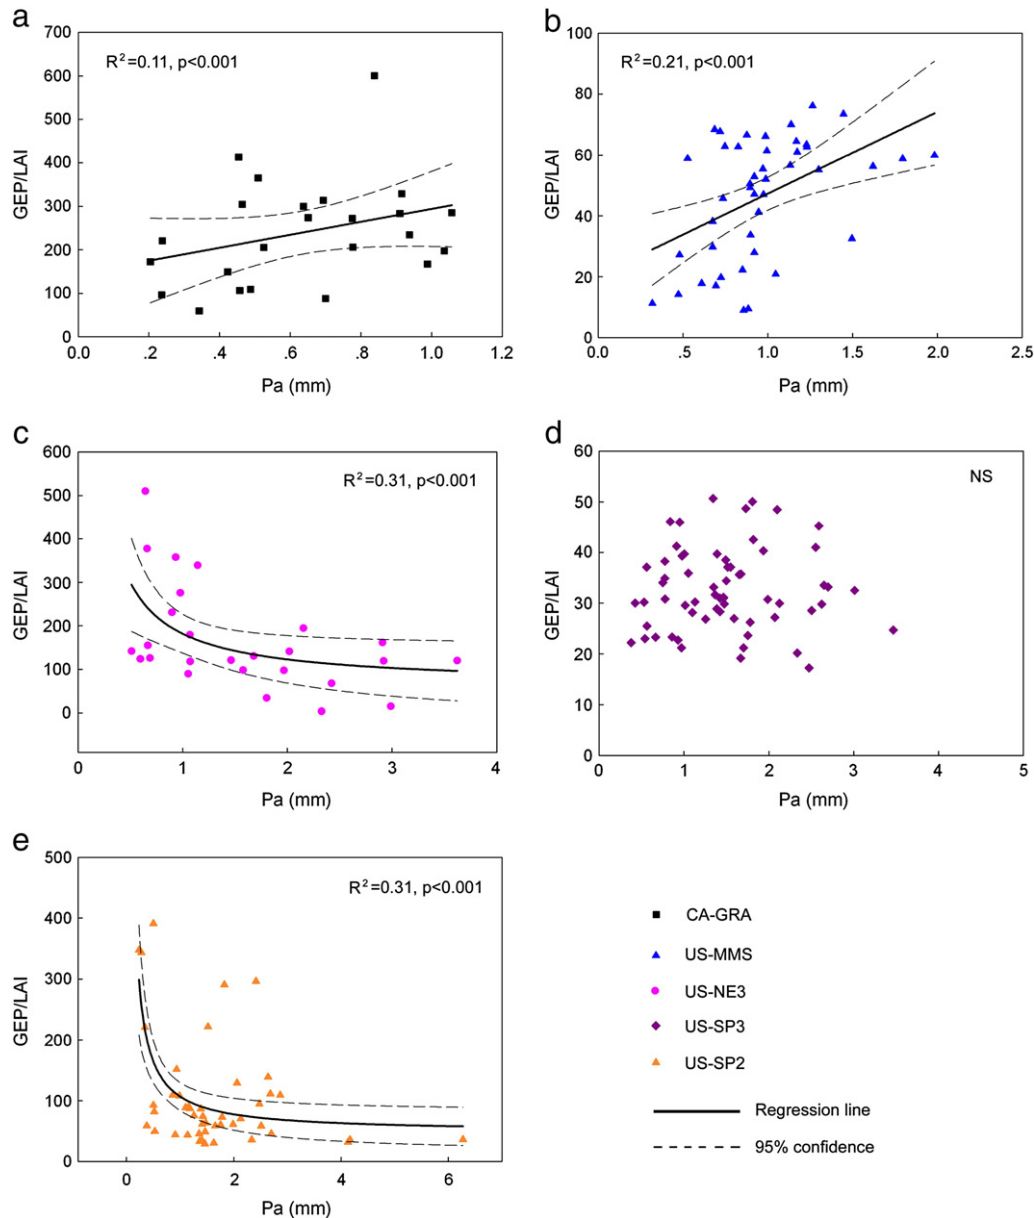 a
700
600
500
400
300
200
100
0
R²=0.11, p<0.001
GEP/LAI
0.0 .2 .4 .6 .8 1.0 1.2
Pa (mm)
b
100
80
60
40
20
0
R²=0.21, p<0.001
GEP/LAI
0.0 .5 1.0 1.5 2.0 2.5
Pa (mm)
c
600
500
400
300
200
100
0
R²=0.31, p<0.001
GEP/LAI
0 1 2 3 4
Pa (mm)
d
60
50
40
30
20
10
0
NS
GEP/LAI
0 1 2 3 4 5
Pa (mm)
e
500
400
300
200
100
0
R²=0.31, p<0.001
GEP/LAI
0 2 4 6
Pa (mm)
CA-GRA
US-MMS
US-NE3
US-SP3
US-SP2
Regression line
95% confidence